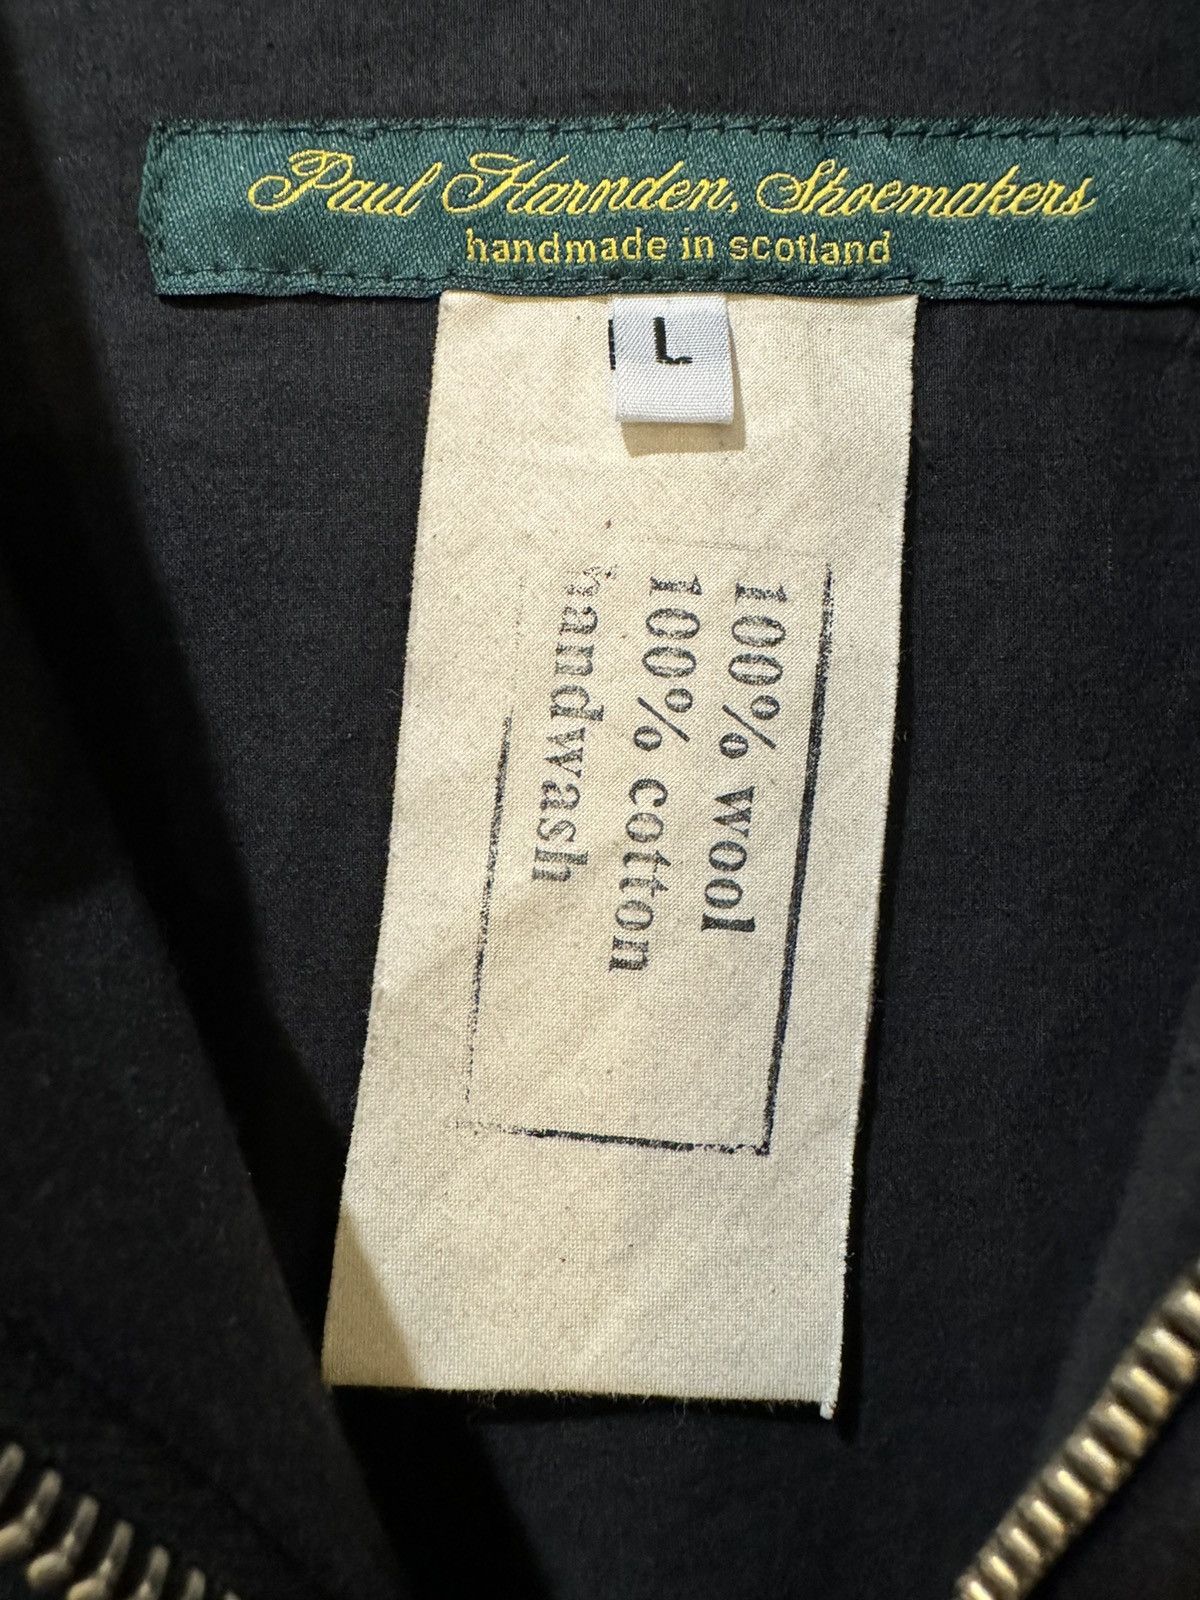 Paul Harnden, Shoemakers
handmade in scotland
L
100% wool
100% cotton
handwash